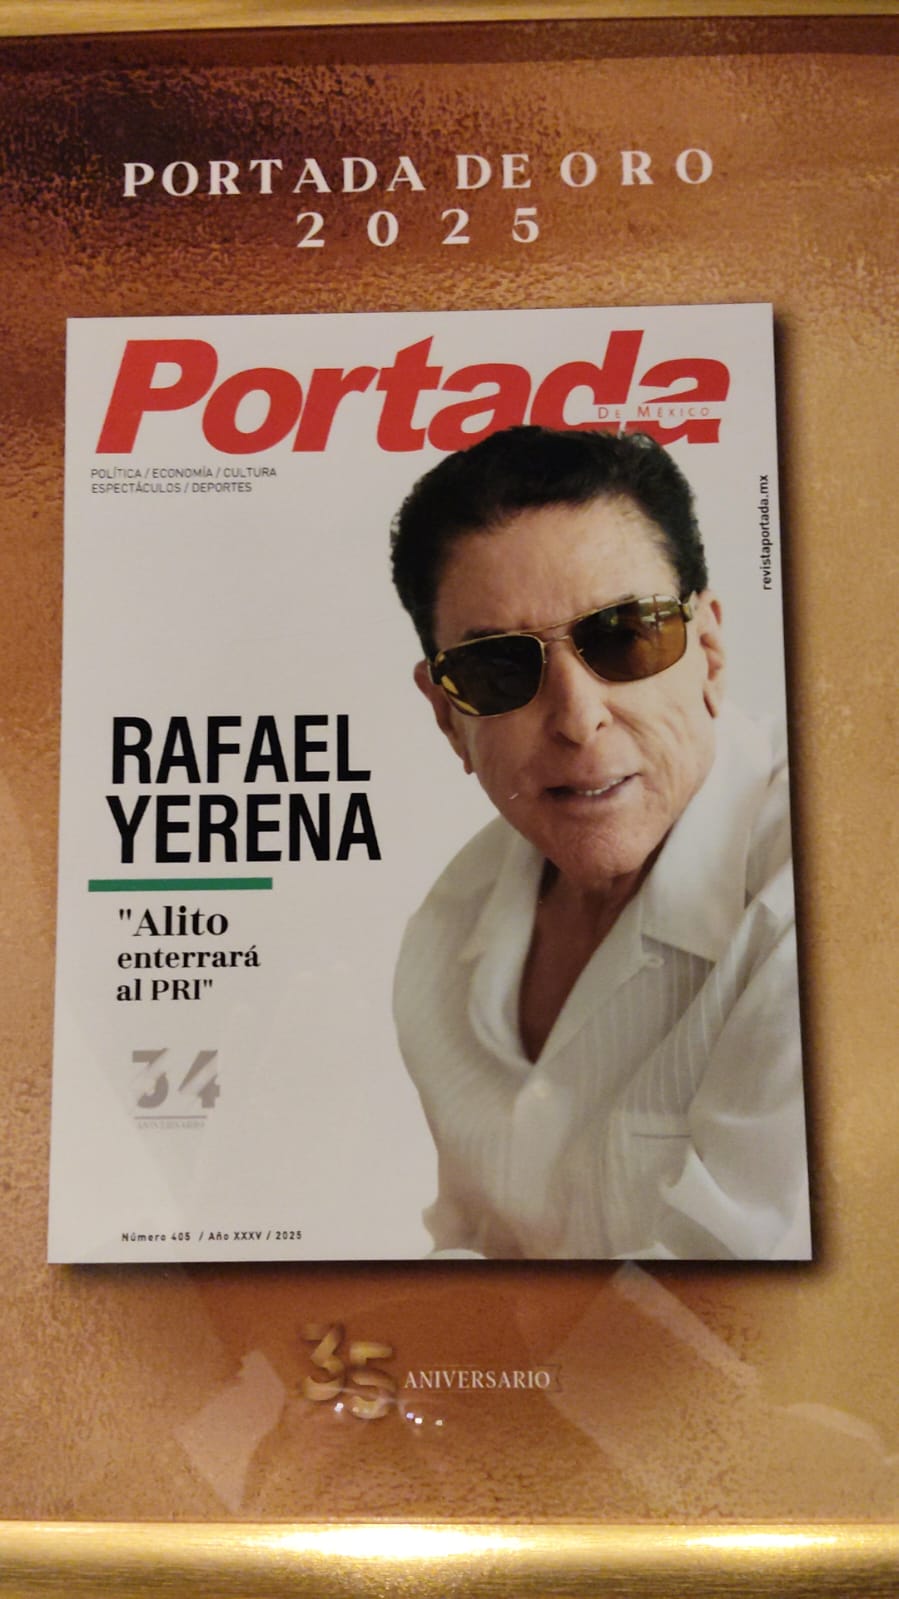 PORTADA DE ORO
2025
Portada
DE MÉXICO
POLÍTICA / ECONOMÍA / CULTURA
ESPECTÁCULOS / DEPORTES
revistaportada.mx
RAFAEL
YERENA
"Alito
enterrará
al PRI"
34
ANIVERSARIO
Número 405 / Año XXXV / 2025
35 ANIVERSARIO